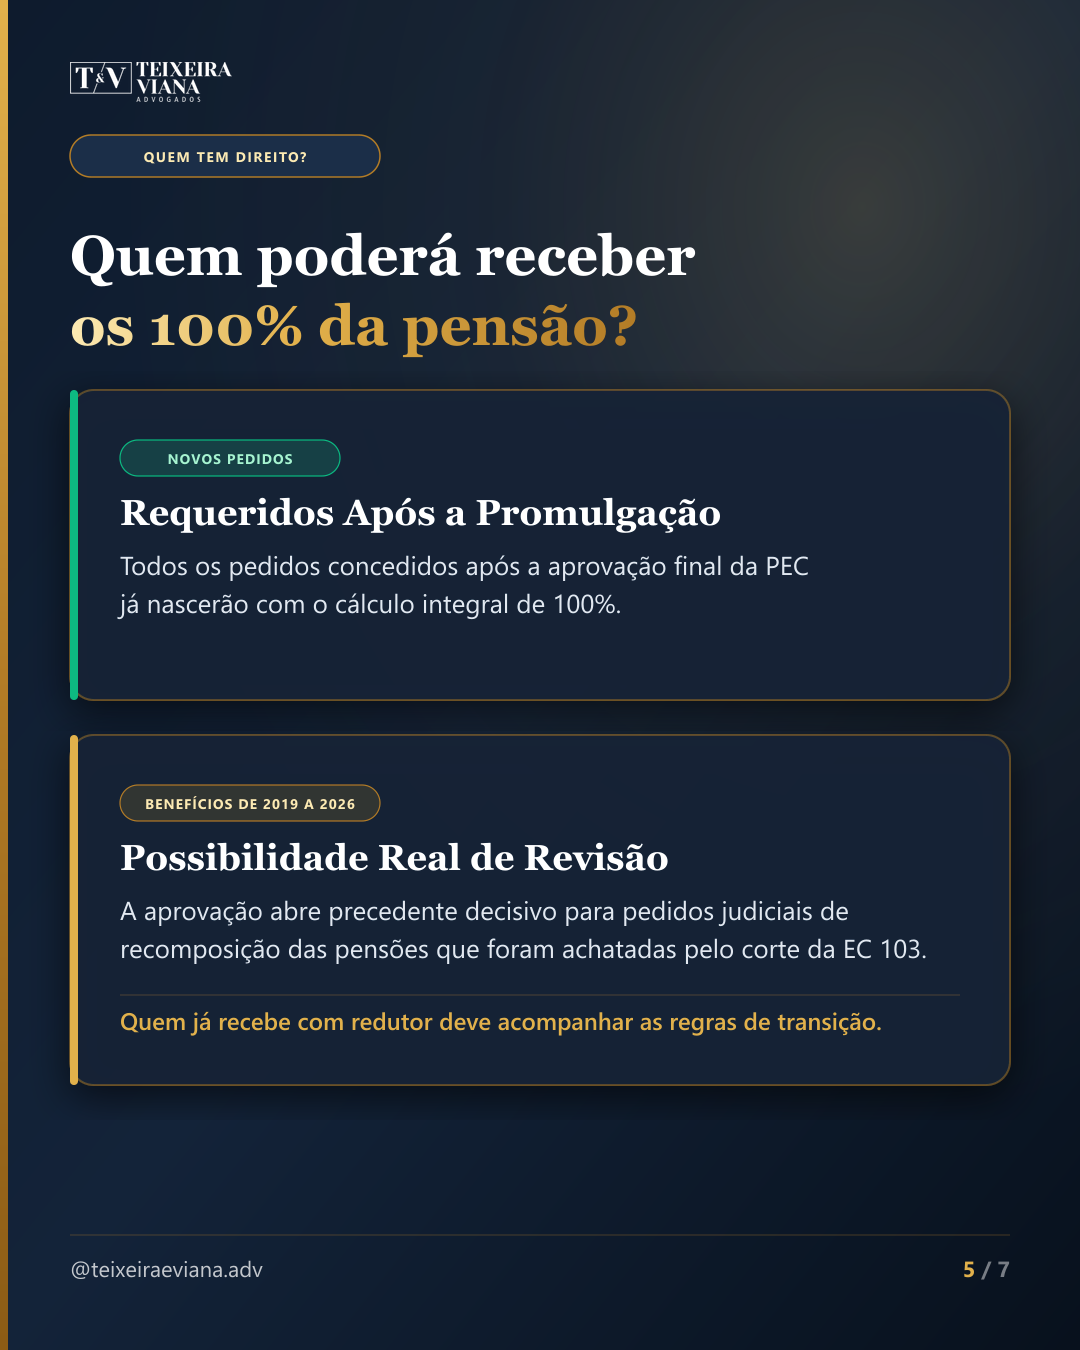 T&V TEIXEIRA
VIANA
ADVOGADOS
QUEM TEM DIREITO?
Quem poderá receber
os 100% da pensão?
NOVOS PEDIDOS
Requeridos Após a Promulgação
Todos os pedidos concedidos após a aprovação final da PEC
já nascerão com o cálculo integral de 100%.
BENEFÍCIOS DE 2019 A 2026
Possibilidade Real de Revisão
A aprovação abre precedente decisivo para pedidos judiciais de
recomposição das pensões que foram achatadas pelo corte da EC 103.
Quem já recebe com redutor deve acompanhar as regras de transição.
@teixeiraeviana.adv
5 / 7